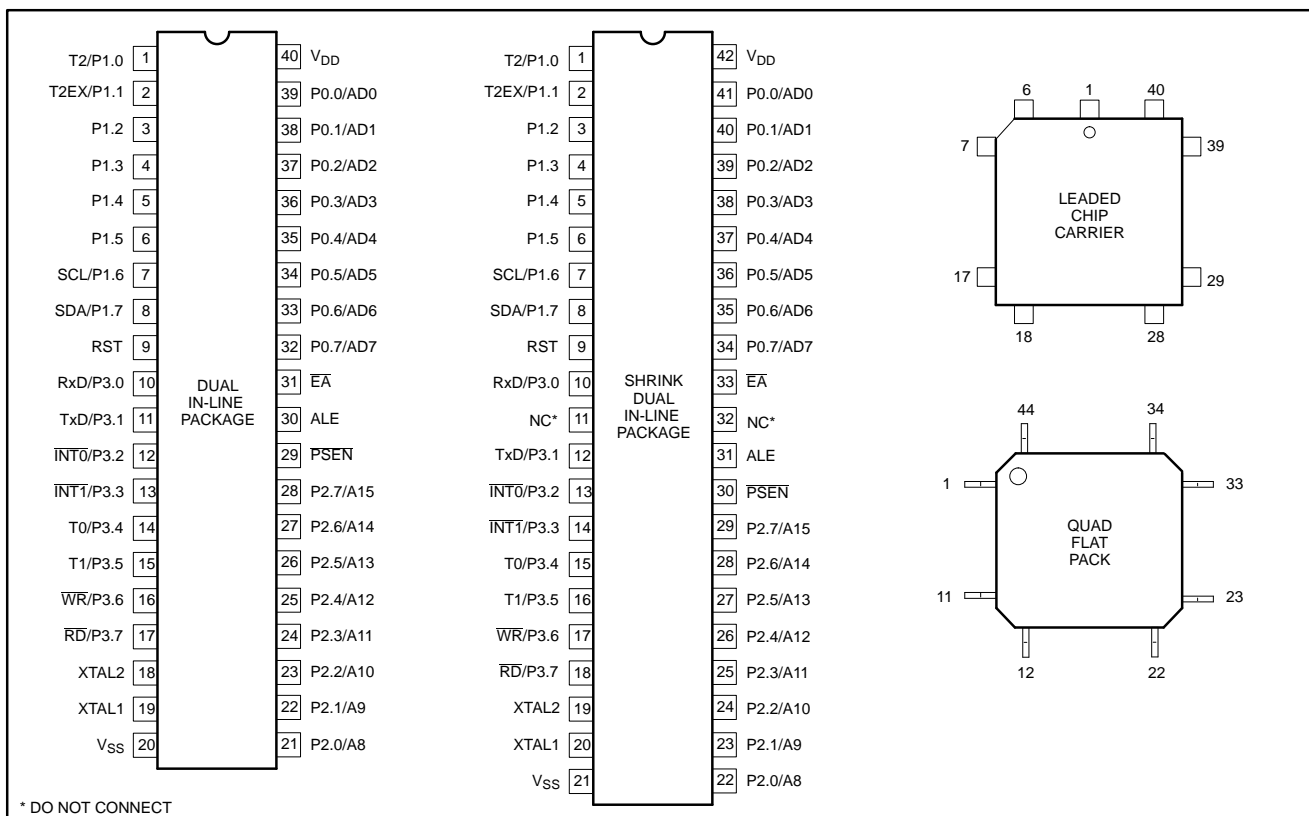 T2/P1.0 1 40 VDD
T2EX/P1.1 2 39 P0.0/AD0
P1.2 3 38 P0.1/AD1
P1.3 4 37 P0.2/AD2
P1.4 5 36 P0.3/AD3
P1.5 6 35 P0.4/AD4
SCL/P1.6 7 34 P0.5/AD5
SDA/P1.7 8 33 P0.6/AD6
RST 9 32 P0.7/AD7
RxD/P3.0 10 31 EA
TxD/P3.1 11 30 ALE
INT0/P3.2 12 29 PSEN
INT1/P3.3 13 28 P2.7/A15
T0/P3.4 14 27 P2.6/A14
T1/P3.5 15 26 P2.5/A13
WR/P3.6 16 25 P2.4/A12
RD/P3.7 17 24 P2.3/A11
XTAL2 18 23 P2.2/A10
XTAL1 19 22 P2.1/A9
VSS 20 21 P2.0/A8
DUAL
IN-LINE
PACKAGE
T2/P1.0 1 42 VDD
T2EX/P1.1 2 41 P0.0/AD0
P1.2 3 40 P0.1/AD1
P1.3 4 39 P0.2/AD2
P1.4 5 38 P0.3/AD3
P1.5 6 37 P0.4/AD4
SCL/P1.6 7 36 P0.5/AD5
SDA/P1.7 8 35 P0.6/AD6
RST 9 34 P0.7/AD7
RxD/P3.0 10 33 EA
NC* 11 32 NC*
TxD/P3.1 12 31 ALE
INT0/P3.2 13 30 PSEN
INT1/P3.3 14 29 P2.7/A15
T0/P3.4 15 28 P2.6/A14
T1/P3.5 16 27 P2.5/A13
WR/P3.6 17 26 P2.4/A12
RD/P3.7 18 25 P2.3/A11
XTAL2 19 24 P2.2/A10
XTAL1 20 23 P2.1/A9
VSS 21 22 P2.0/A8
SHRINK
DUAL
IN-LINE
PACKAGE
6 1 40
7 39
LEADED
CHIP
CARRIER
17 29
18 28
44 34
1 33
QUAD
FLAT
PACK
11 23
12 22
* DO NOT CONNECT